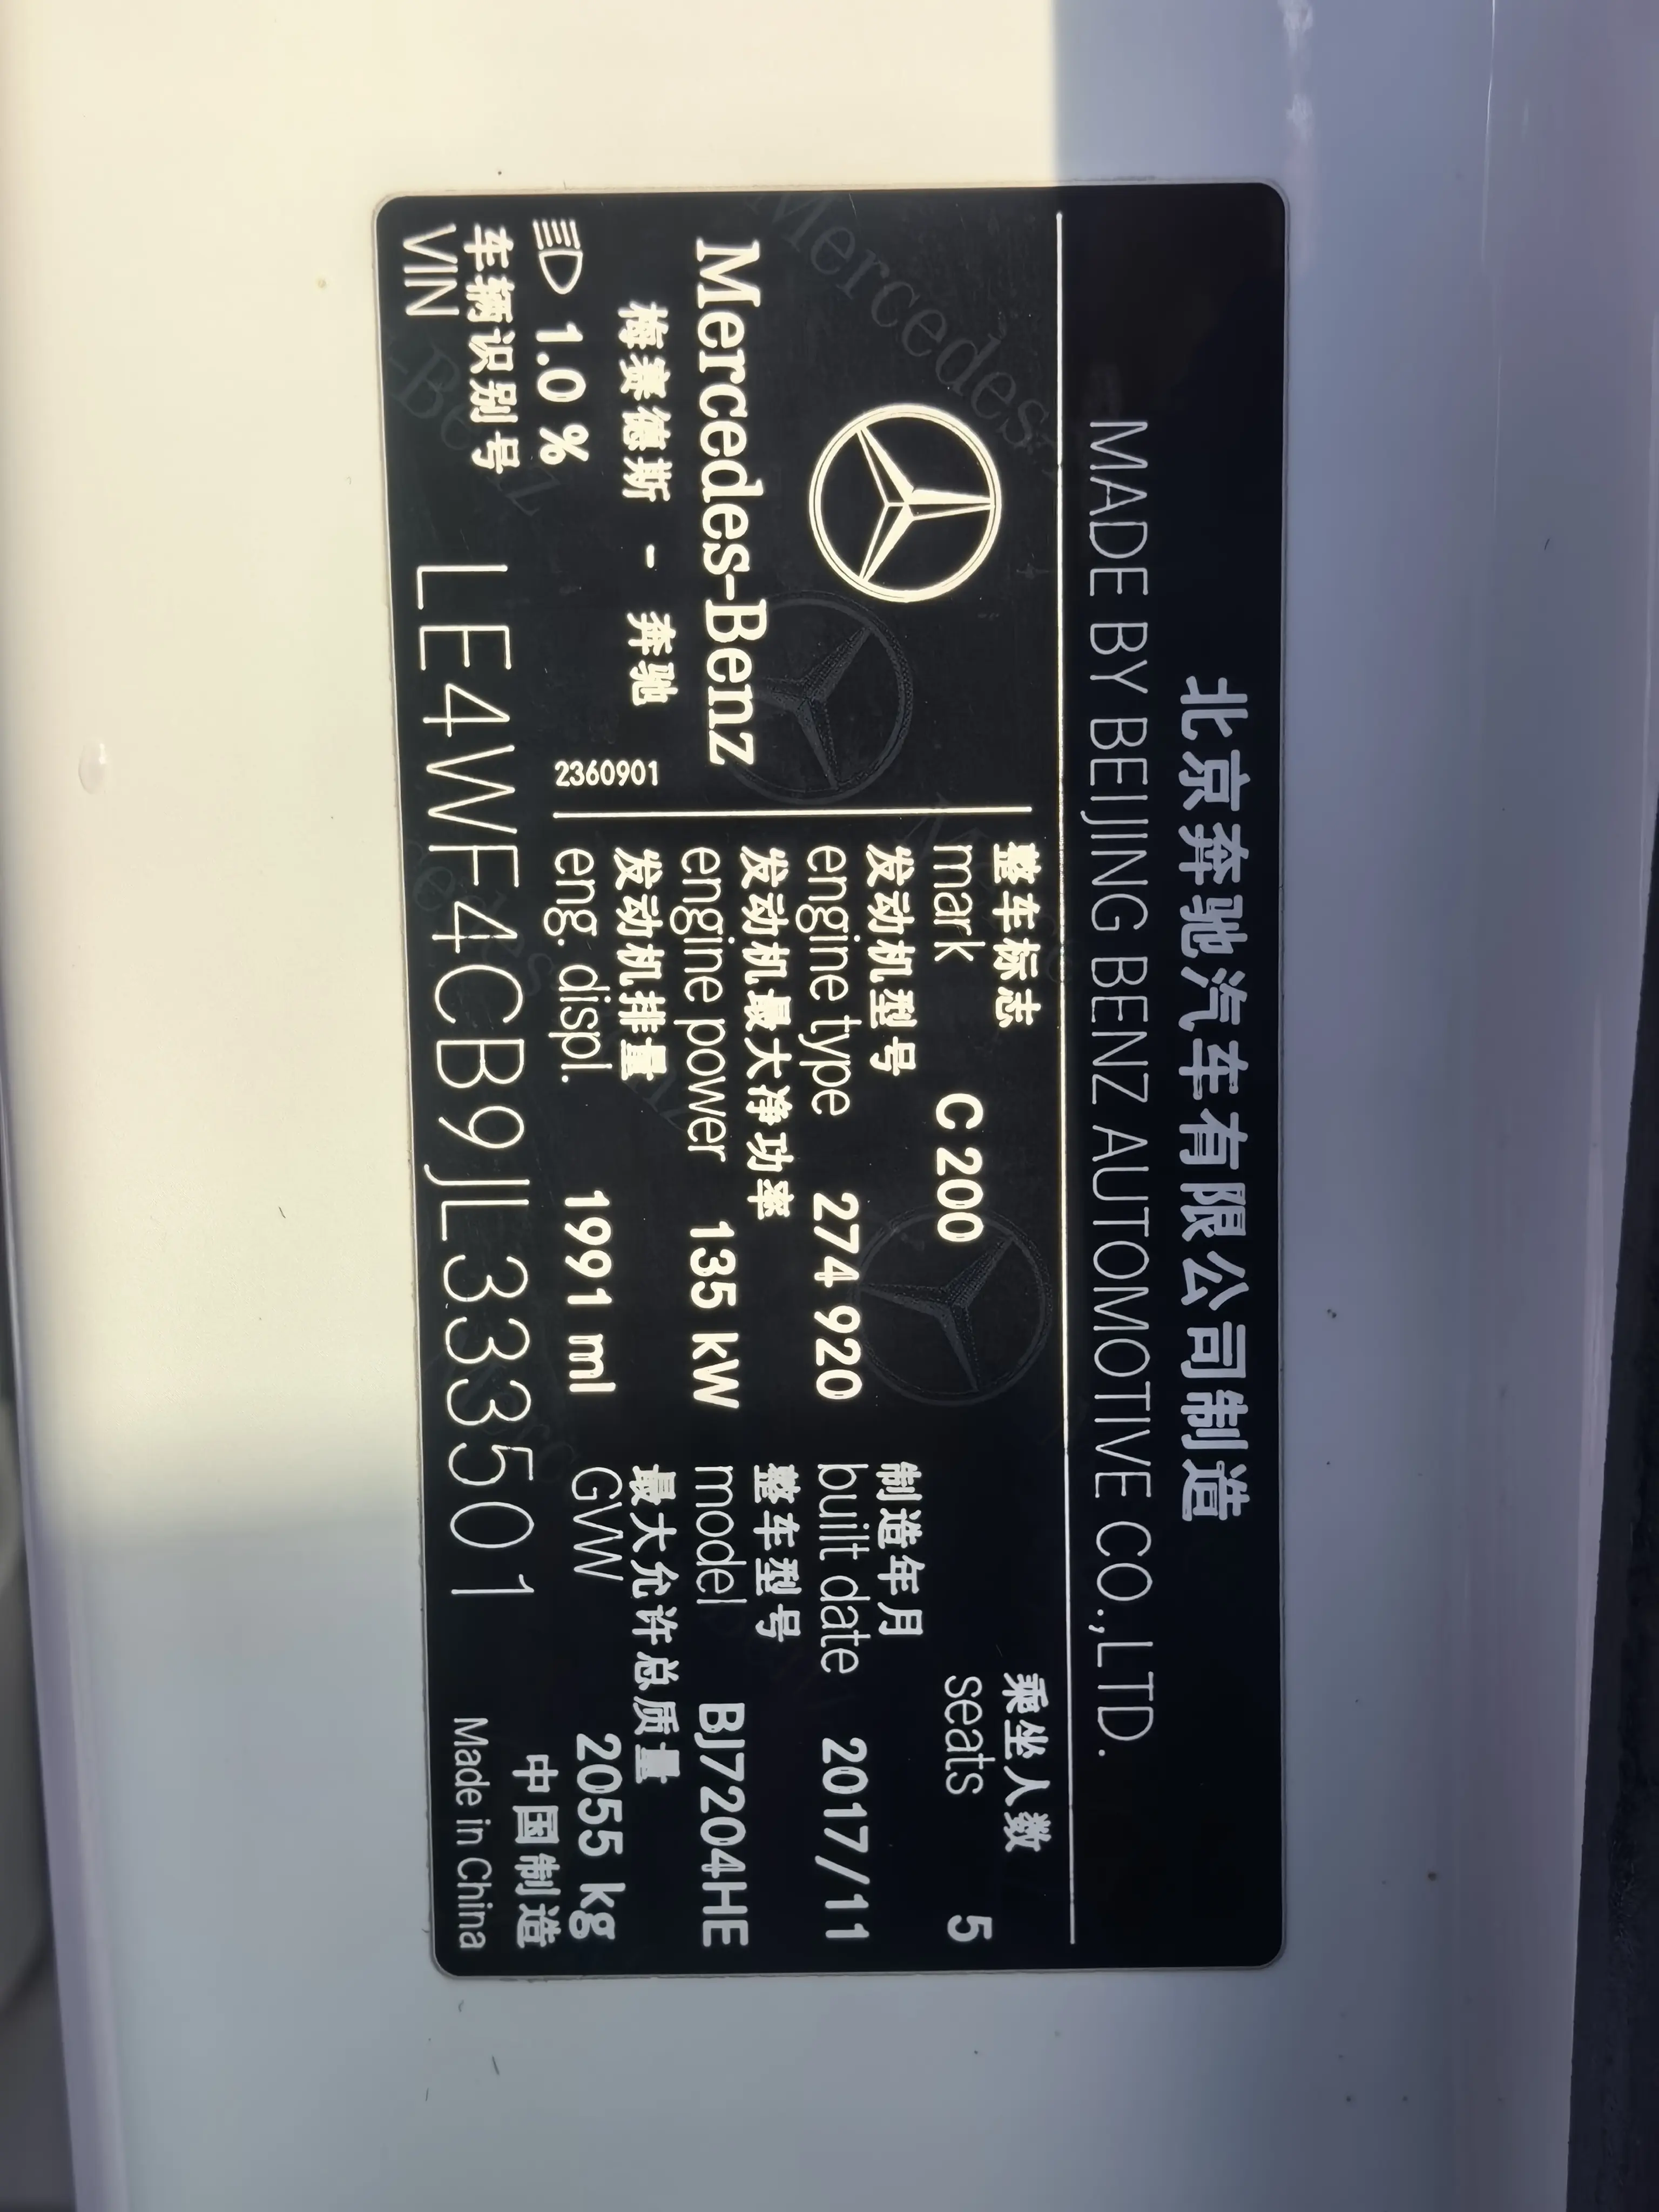 北京奔驰汽车有限公司制造
MADE BY BEIJING BENZ AUTOMOTIVE CO.,LTD.
Mercedes-Benz
梅赛德斯 - 奔驰
2360901
整车标志
mark C 200
乘坐人数
seats 5
发动机型号
engine type 274 920
制造年月
built date 2017/11
发动机最大净功率
engine power 135 kW
整车型号
model BJ7204HE
发动机排量
eng. displ. 1991 ml
最大允许总质量
GVW 2055 kg
1.0 %
车辆识别号
VIN LE4WF4CB9JL333501
中国制造
Made in China